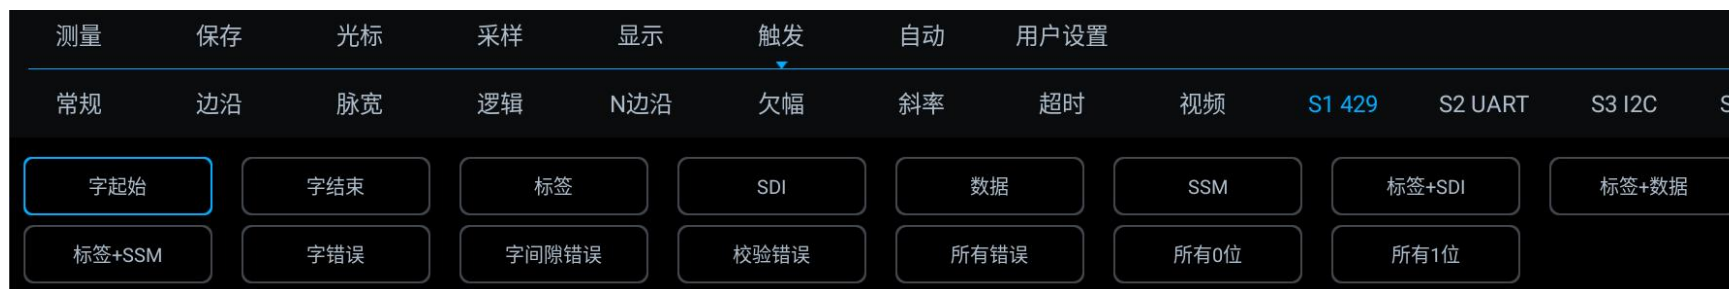 测量 保存 光标 采样 显示 触发 自动 用户设置
常规 边沿 脉宽 逻辑 N边沿 欠幅 斜率 超时 视频 S1 429 S2 UART S3 I2C S
字起始 字结束 标签 SDI 数据 SSM 标签+SDI 标签+数据
标签+SSM 字错误 字间隙错误 校验错误 所有错误 所有0位 所有1位